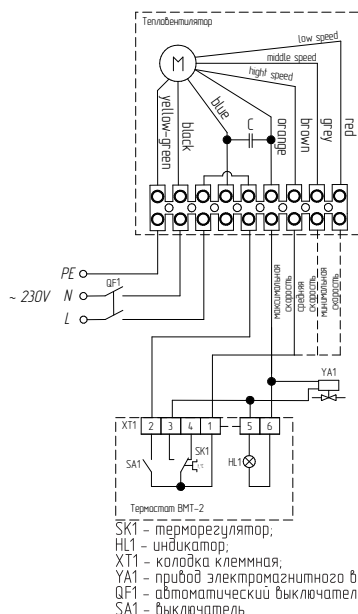 Тепловентилятор
low speed
middle speed
hight speed
M
yellow-green
black
blue
C
orange
brown
grey
red
PE
~ 230V
N
QF1
L
максимальная скорость
средняя скорость
минимальная скорость
YA1
XT1
2
3
4
1
5
6
SA1
SK1
t°C
HL1
Термостат ВМТ-2
SK1 - терморегулятор;
HL1 - индикатор;
XT1 - колодка клеммная;
YA1 - привод электромагнитного в
QF1 - автоматический выключател
SA1 - выключатель